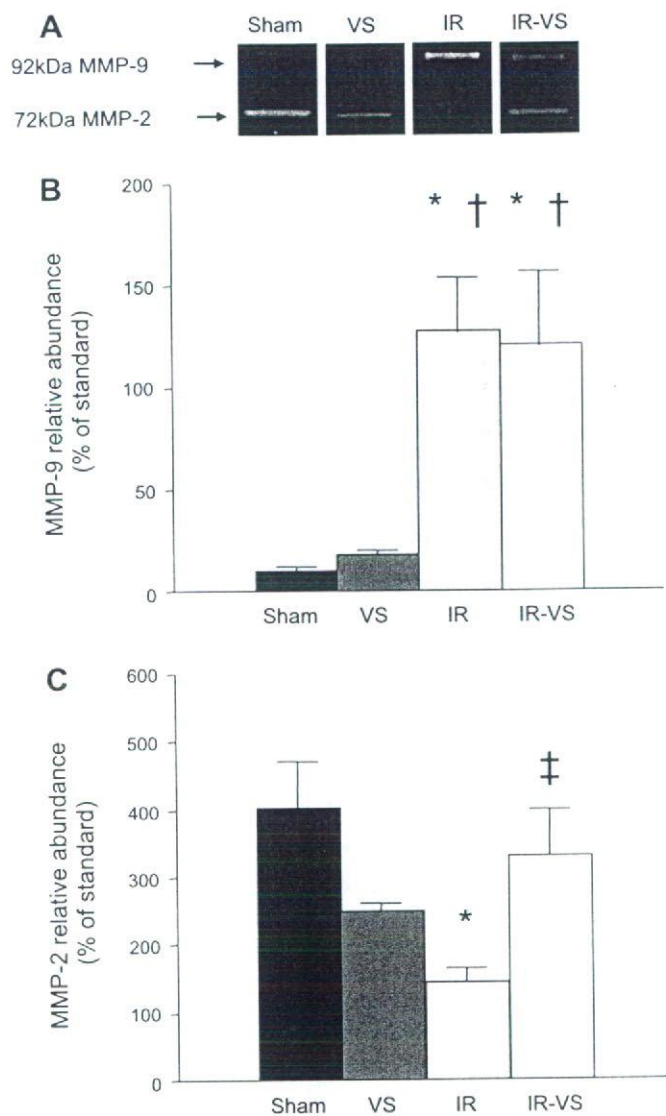 A
Sham VS IR IR-VS
92kDa MMP-9
72kDa MMP-2
B
MMP-9 relative abundance
(% of standard)
200
150
100
50
0
* † * †
Sham VS IR IR-VS
C
MMP-2 relative abundance
(% of standard)
600
500
400
300
200
100
0
*
‡
Sham VS IR IR-VS